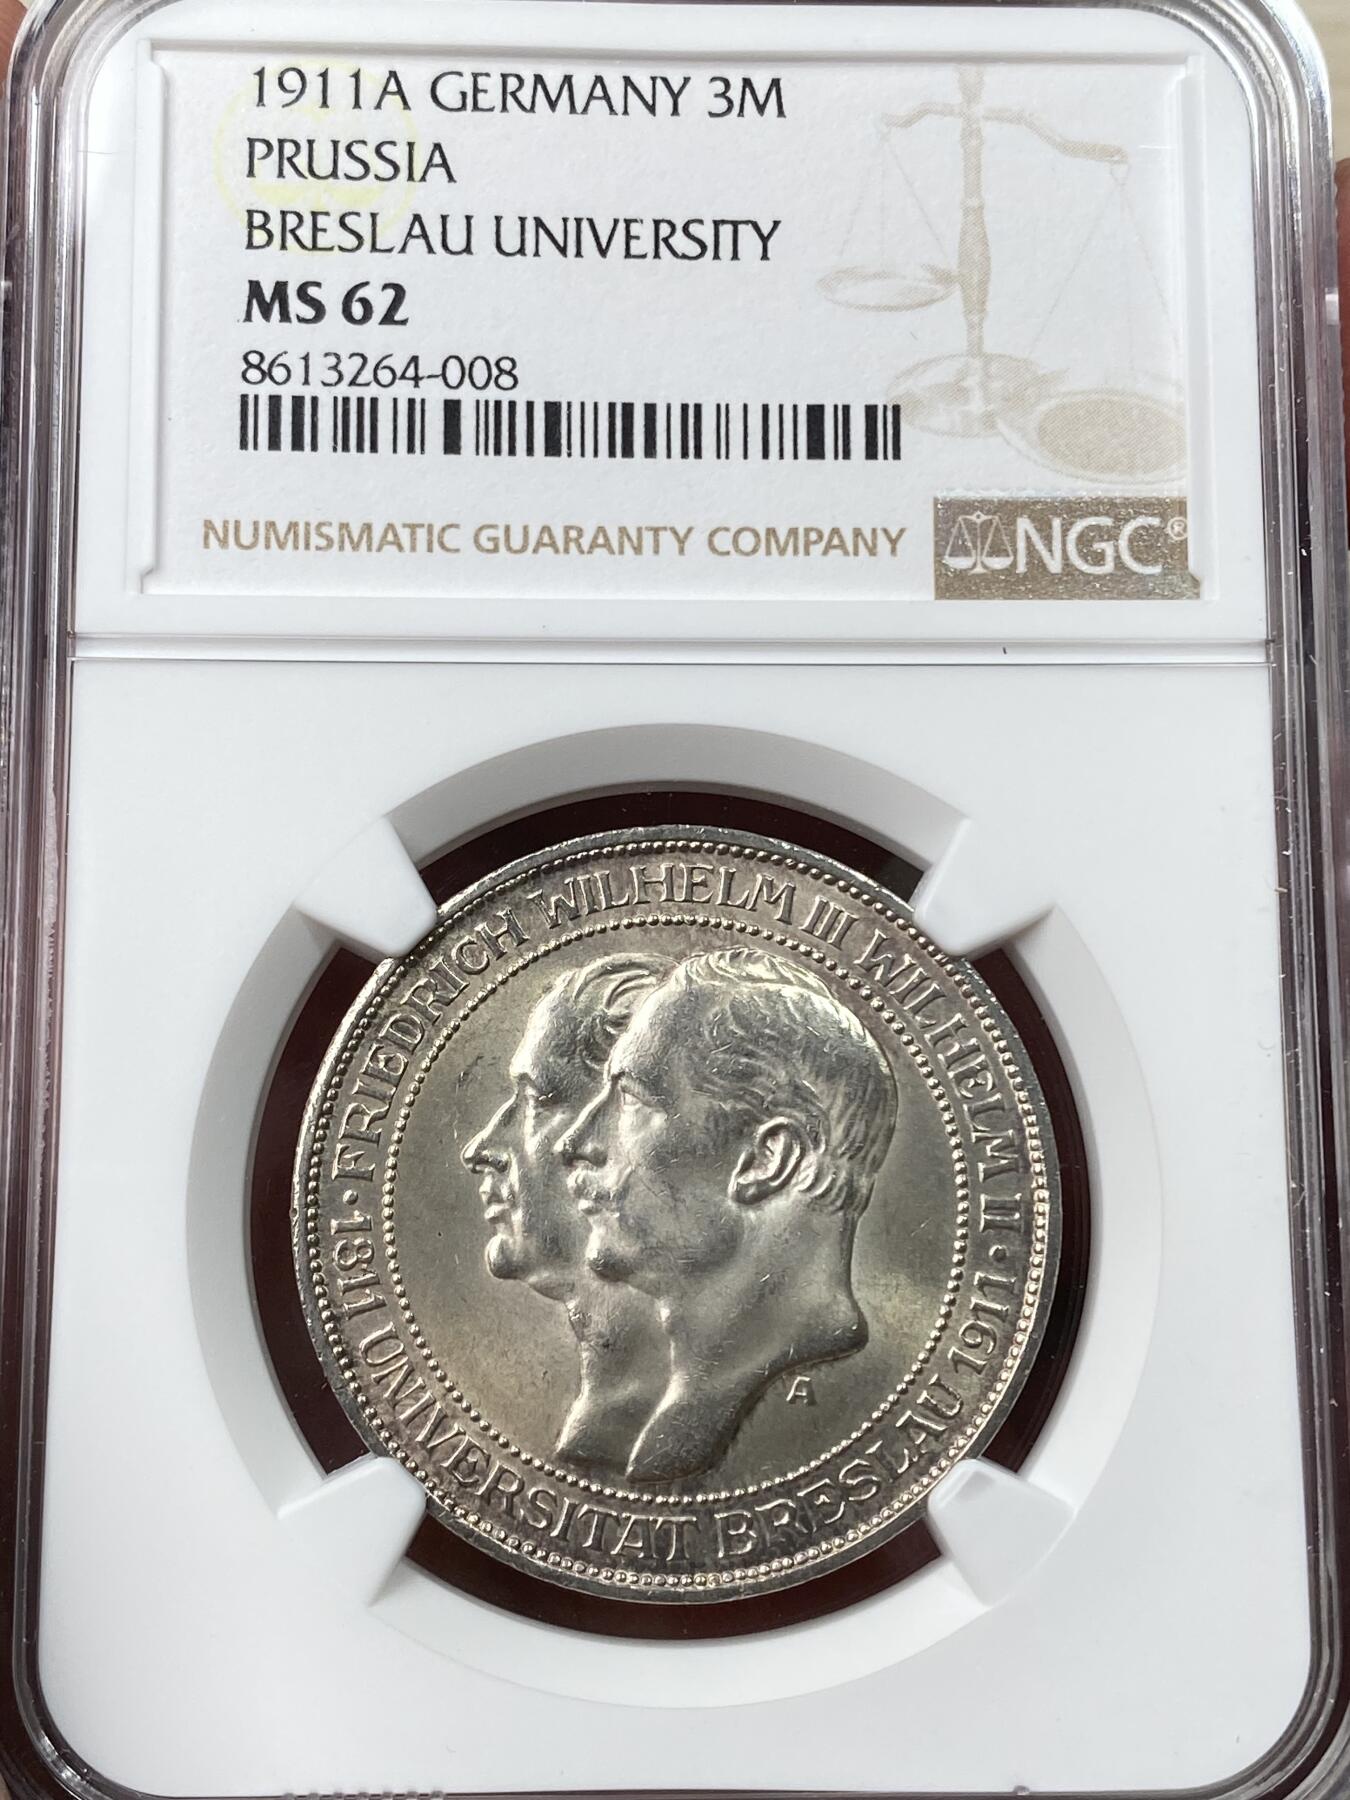 1911A GERMANY 3M
PRUSSIA
BRESLAU UNIVERSITY
MS 62
8613264-008
NUMISMATIC GUARANTY COMPANY
NGC®
FRIEDRICH WILHELM III WILHELM II · 1911
1811 UNIVERSITÄT BRESLAU
A